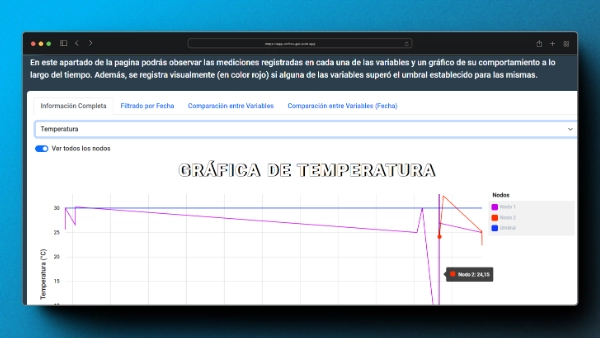 En este apartado de la pagina podrás observar las mediciones registradas en cada una de las variables y un gráfico de su comportamiento a lo
largo del tiempo. Además, se registra visualmente (en color rojo) si alguna de las variables superó el umbral establecido para las mismas.
Información Completa Filtrado por Fecha Comparación entre Variables Comparación entre Variables (Fecha)
Temperatura
Ver todos los nodos
GRÁFICA DE TEMPERATURA
Nodos
Nodo 1
Nodo 2
Umbral
Temperatura (°C)
30
25
20
15
10
Nodo 2: 24,15